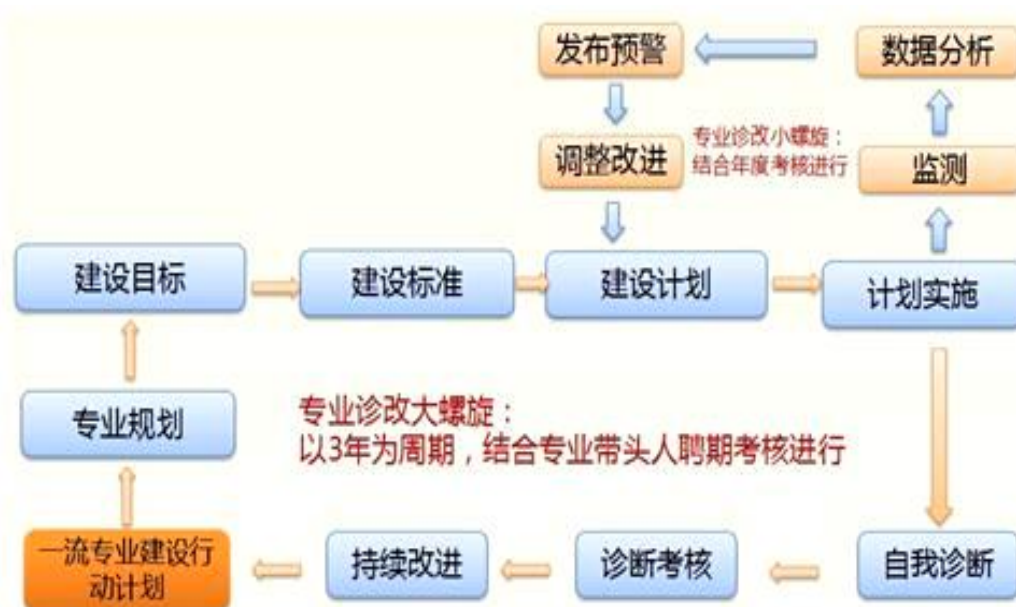 发布预警
数据分析
调整改进
专业诊改小螺旋：
结合年度考核进行
监测
建设目标
建设标准
建设计划
计划实施
专业规划
专业诊改大螺旋：
以3年为周期，结合专业带头人聘期考核进行
一流专业建设行
动计划
持续改进
诊断考核
自我诊断